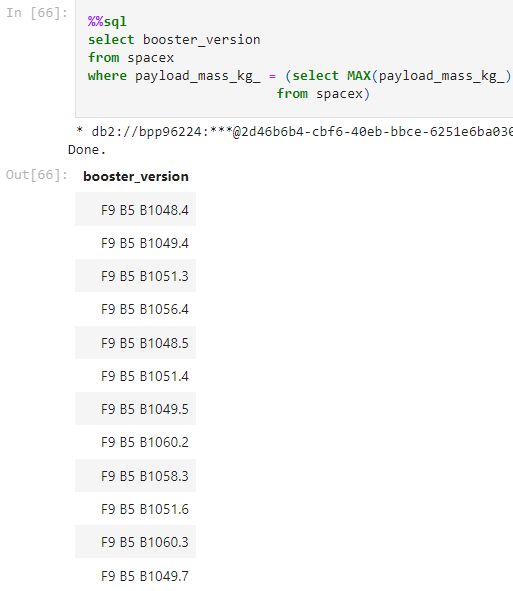 In [66]:
%%sql
select booster_version
from spacex
where payload_mass_kg_ = (select MAX(payload_mass_kg_)
from spacex)
* db2://bpp96224:***@2d46b6b4-cbf6-40eb-bbce-6251e6ba030
Done.
Out[66]:
booster_version
F9 B5 B1048.4
F9 B5 B1049.4
F9 B5 B1051.3
F9 B5 B1056.4
F9 B5 B1048.5
F9 B5 B1051.4
F9 B5 B1049.5
F9 B5 B1060.2
F9 B5 B1058.3
F9 B5 B1051.6
F9 B5 B1060.3
F9 B5 B1049.7